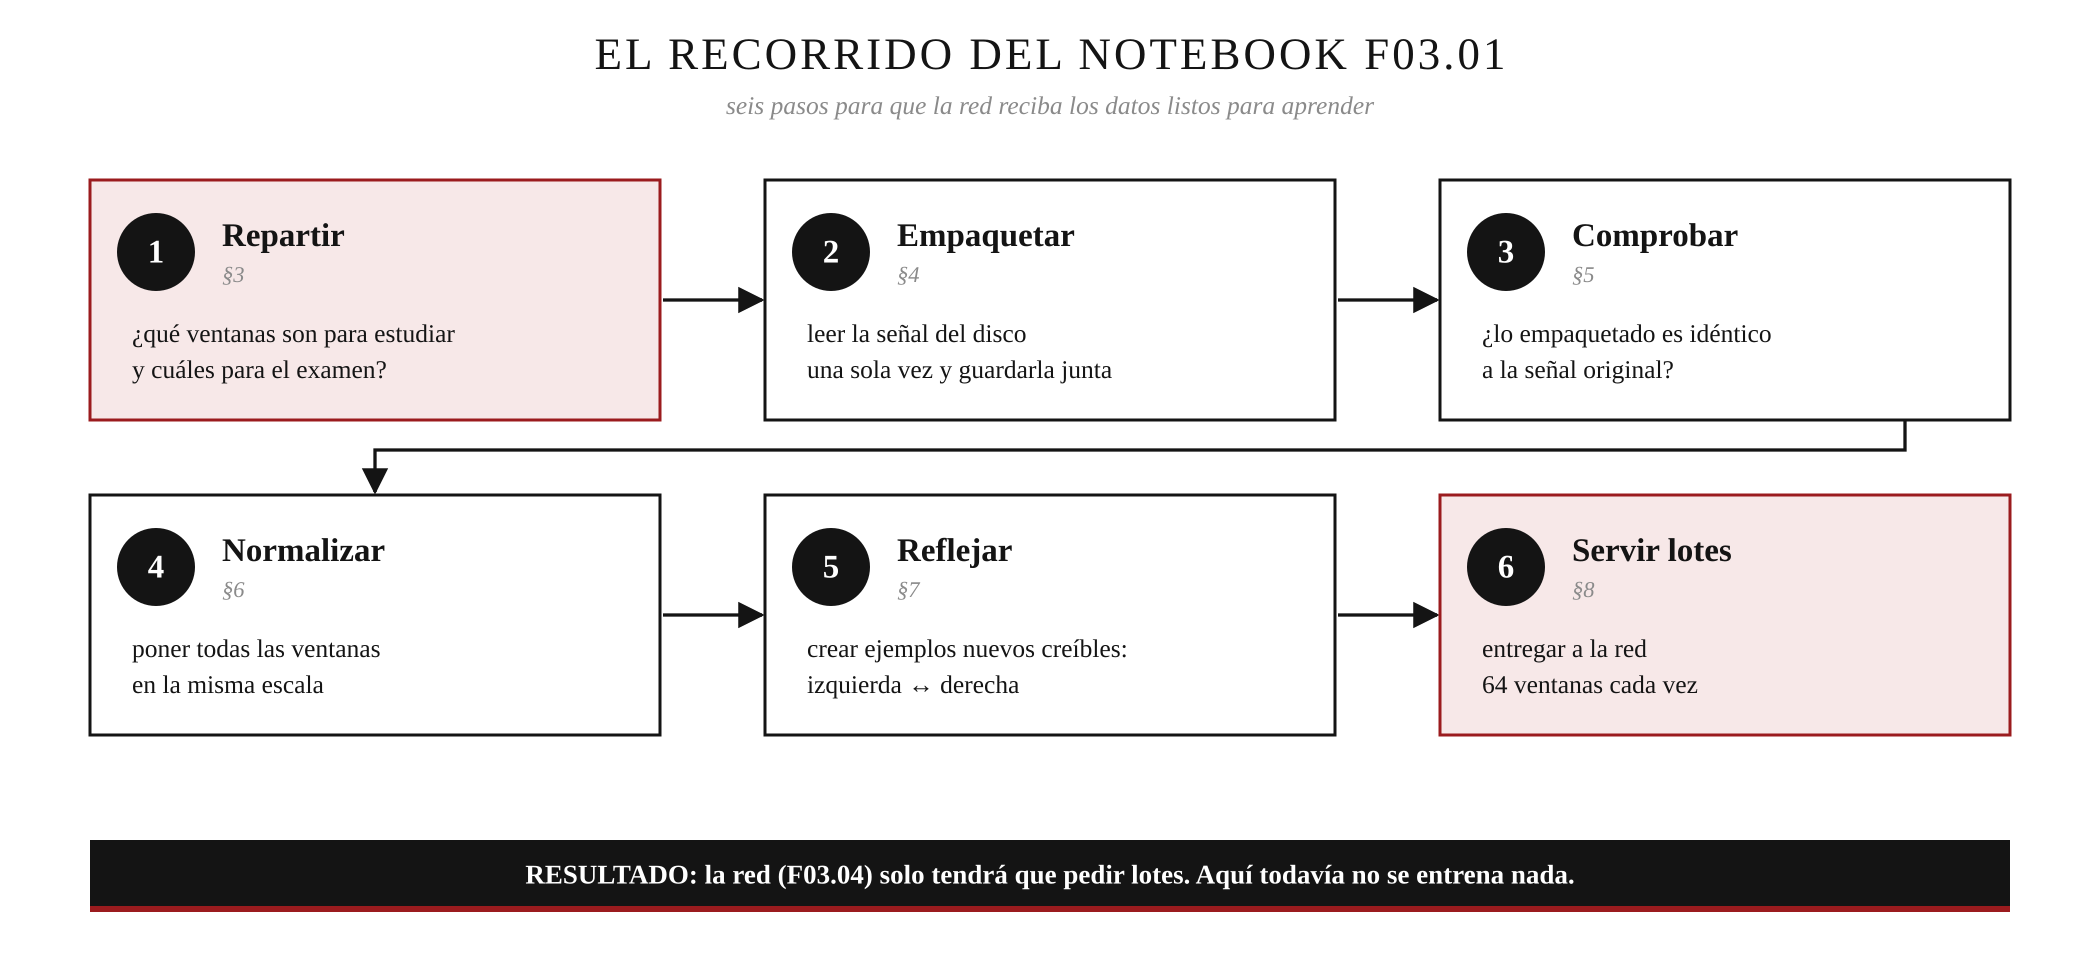 EL RECORRIDO DEL NOTEBOOK F03.01
seis pasos para que la red reciba los datos listos para aprender
1
Repartir
§3
¿qué ventanas son para estudiar
y cuáles para el examen?
2
Empaquetar
§4
leer la señal del disco
una sola vez y guardarla junta
3
Comprobar
§5
¿lo empaquetado es idéntico
a la señal original?
4
Normalizar
§6
poner todas las ventanas
en la misma escala
5
Reflejar
§7
crear ejemplos nuevos creíbles:
izquierda ↔ derecha
6
Servir lotes
§8
entregar a la red
64 ventanas cada vez
RESULTADO: la red (F03.04) solo tendrá que pedir lotes. Aquí todavía no se entrena nada.